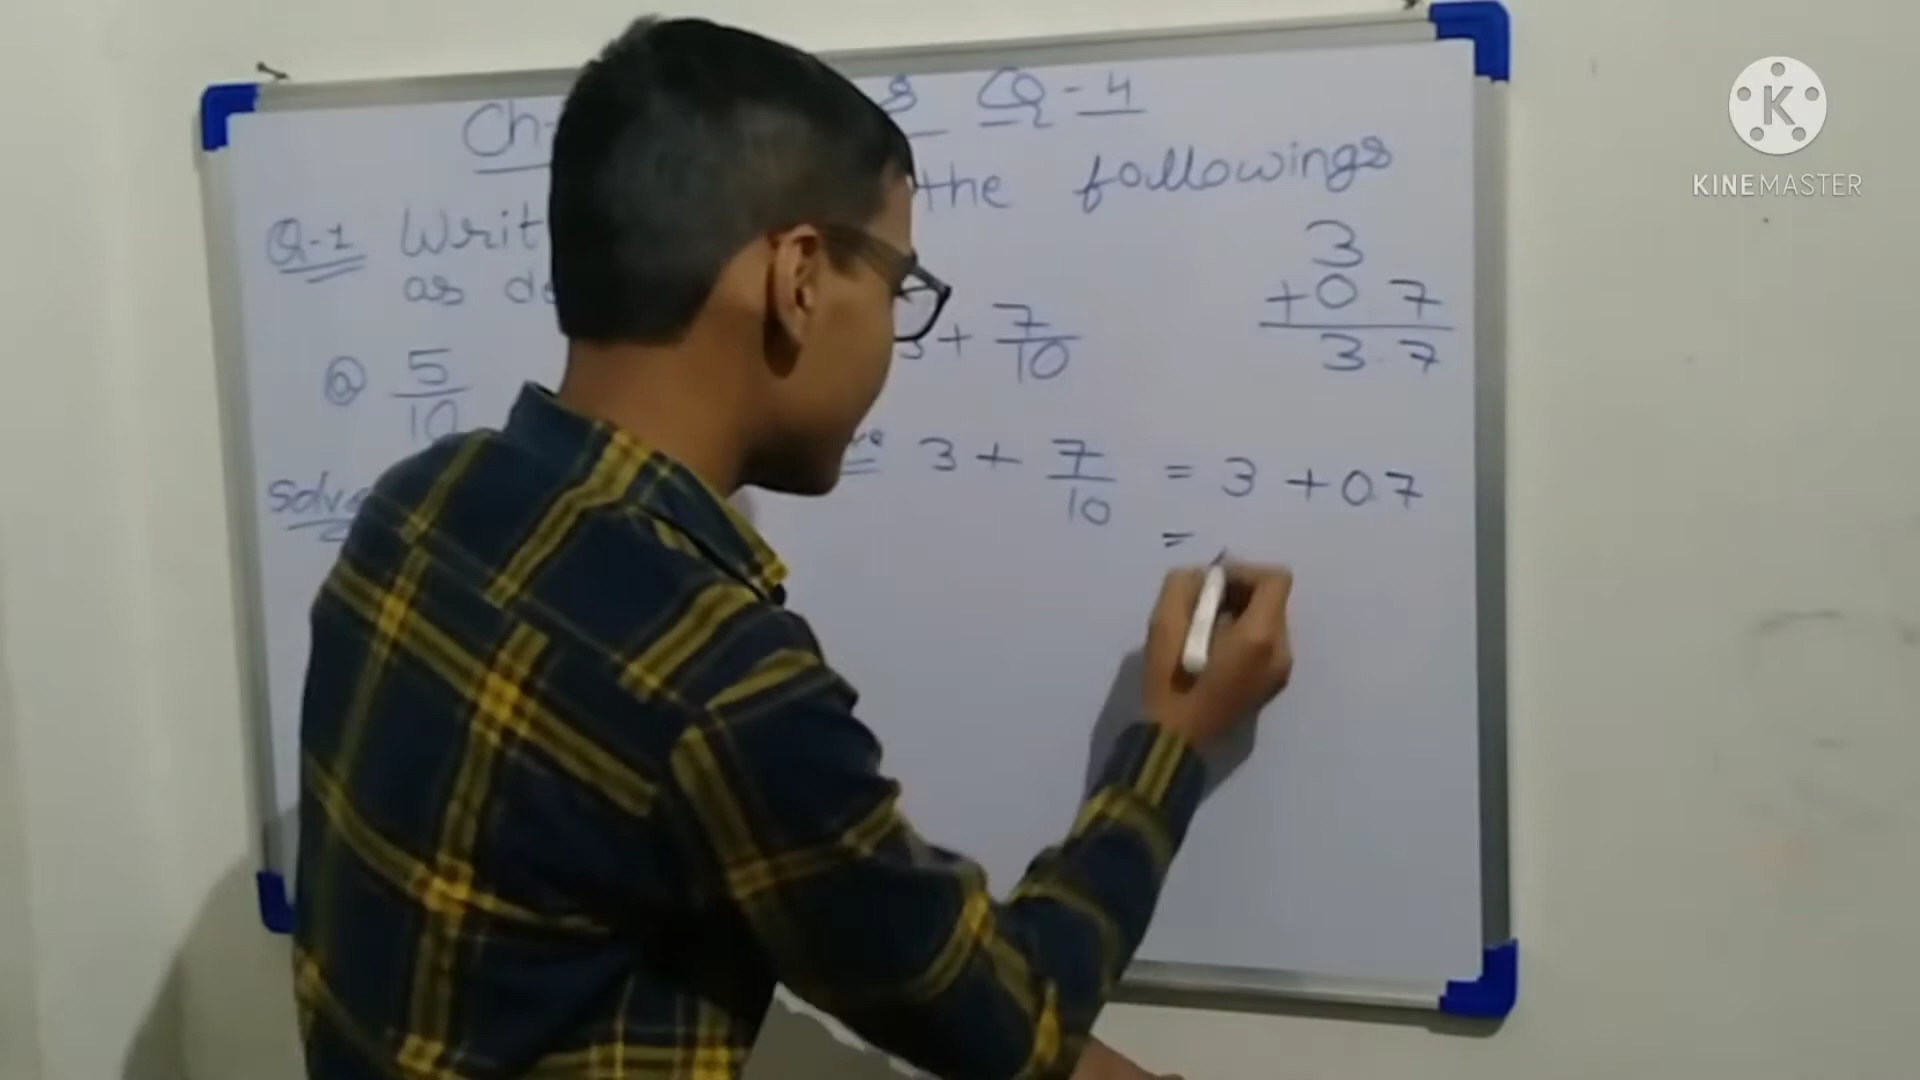 Ch- s Q-4
Q-1 Writ the followings
as de
@ 5/10 3 + 7/10
3
+0 7
3.7
Solve 3 + 7/10 = 3 + 0.7
=
KINEMASTER